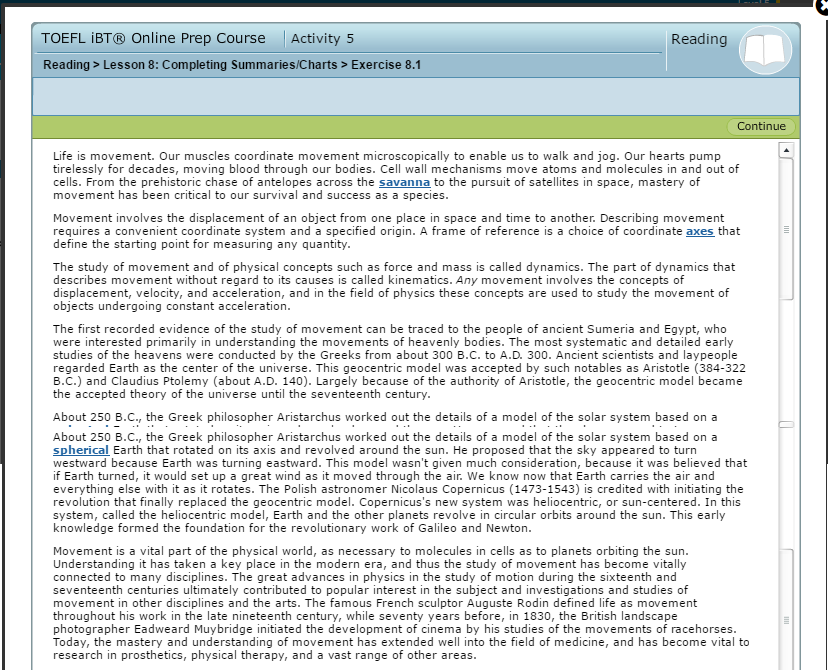 TOEFL iBT® Online Prep Course
Activity 5
Reading
Reading > Lesson 8: Completing Summaries/Charts > Exercise 8.1
Continue
Life is movement. Our muscles coordinate movement microscopically to enable us to walk and jog. Our hearts pump
tirelessly for decades, moving blood through our bodies. Cell wall mechanisms move atoms and molecules in and out of
cells. From the prehistoric chase of antelopes across the savanna to the pursuit of satellites in space, mastery of
movement has been critical to our survival and success as a species.
Movement involves the displacement of an object from one place in space and time to another. Describing movement
requires a convenient coordinate system and a specified origin. A frame of reference is a choice of coordinate axes that
define the starting point for measuring any quantity.
The study of movement and of physical concepts such as force and mass is called dynamics. The part of dynamics that
describes movement without regard to its causes is called kinematics. Any movement involves the concepts of
displacement, velocity, and acceleration, and in the field of physics these concepts are used to study the movement of
objects undergoing constant acceleration.
The first recorded evidence of the study of movement can be traced to the people of ancient Sumeria and Egypt, who
were interested primarily in understanding the movements of heavenly bodies. The most systematic and detailed early
studies of the heavens were conducted by the Greeks from about 300 B.C. to A.D. 300. Ancient scientists and laypeople
regarded Earth as the center of the universe. This geocentric model was accepted by such notables as Aristotle (384-322
B.C.) and Claudius Ptolemy (about A.D. 140). Largely because of the authority of Aristotle, the geocentric model became
the accepted theory of the universe until the seventeenth century.
About 250 B.C., the Greek philosopher Aristarchus worked out the details of a model of the solar system based on a
About 250 B.C., the Greek philosopher Aristarchus worked out the details of a model of the solar system based on a
spherical Earth that rotated on its axis and revolved around the sun. He proposed that the sky appeared to turn
westward because Earth was turning eastward. This model wasn't given much consideration, because it was believed that
if Earth turned, it would set up a great wind as it moved through the air. We know now that Earth carries the air and
everything else with it as it rotates. The Polish astronomer Nicolaus Copernicus (1473-1543) is credited with initiating the
revolution that finally replaced the geocentric model. Copernicus's new system was heliocentric, or sun-centered. In this
system, called the heliocentric model, Earth and the other planets revolve in circular orbits around the sun. This early
knowledge formed the foundation for the revolutionary work of Galileo and Newton.
Movement is a vital part of the physical world, as necessary to molecules in cells as to planets orbiting the sun.
Understanding it has taken a key place in the modern era, and thus the study of movement has become vitally
connected to many disciplines. The great advances in physics in the study of motion during the sixteenth and
seventeenth centuries ultimately contributed to popular interest in the subject and investigations and studies of
movement in other disciplines and the arts. The famous French sculptor Auguste Rodin defined life as movement
throughout his work in the late nineteenth century, while seventy years before, in 1830, the British landscape
photographer Eadweard Muybridge initiated the development of cinema by his studies of the movements of racehorses.
Today, the mastery and understanding of movement has extended well into the field of medicine, and has become vital to
research in prosthetics, physical therapy, and a vast range of other areas.